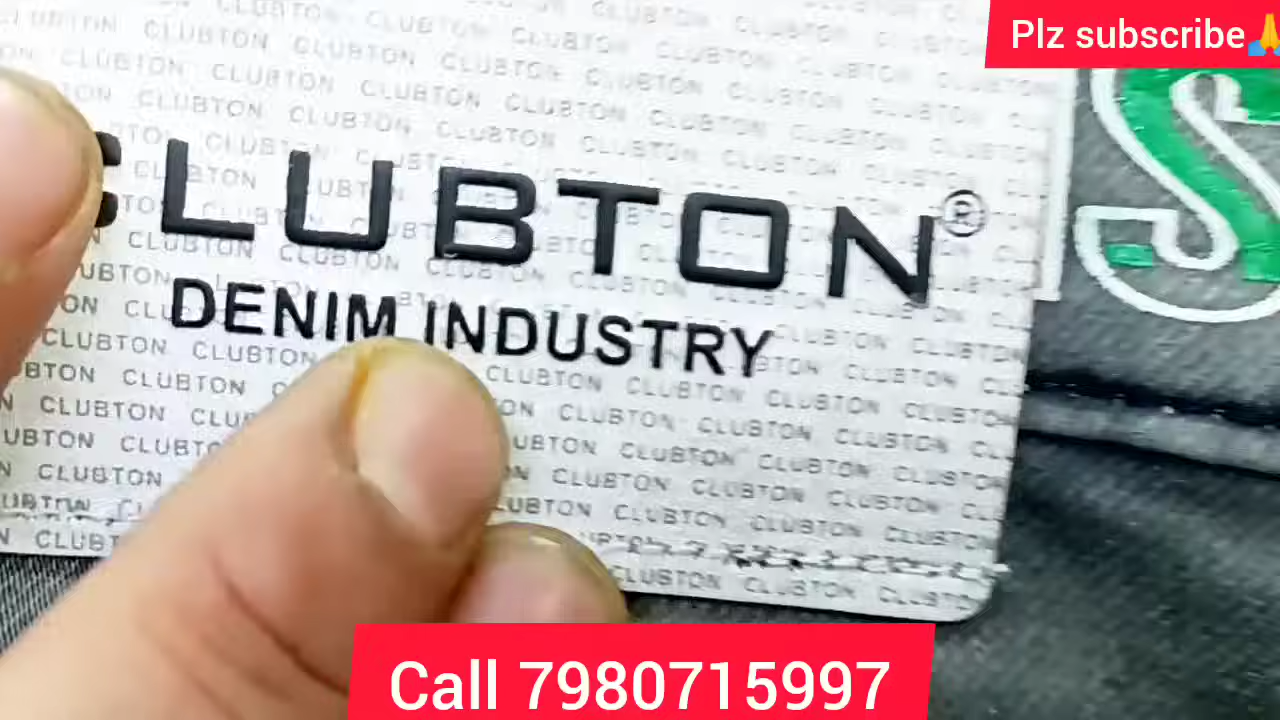 Plz subscribe🙏
CLUBTON®
DENIM INDUSTRY
S
Call 7980715997